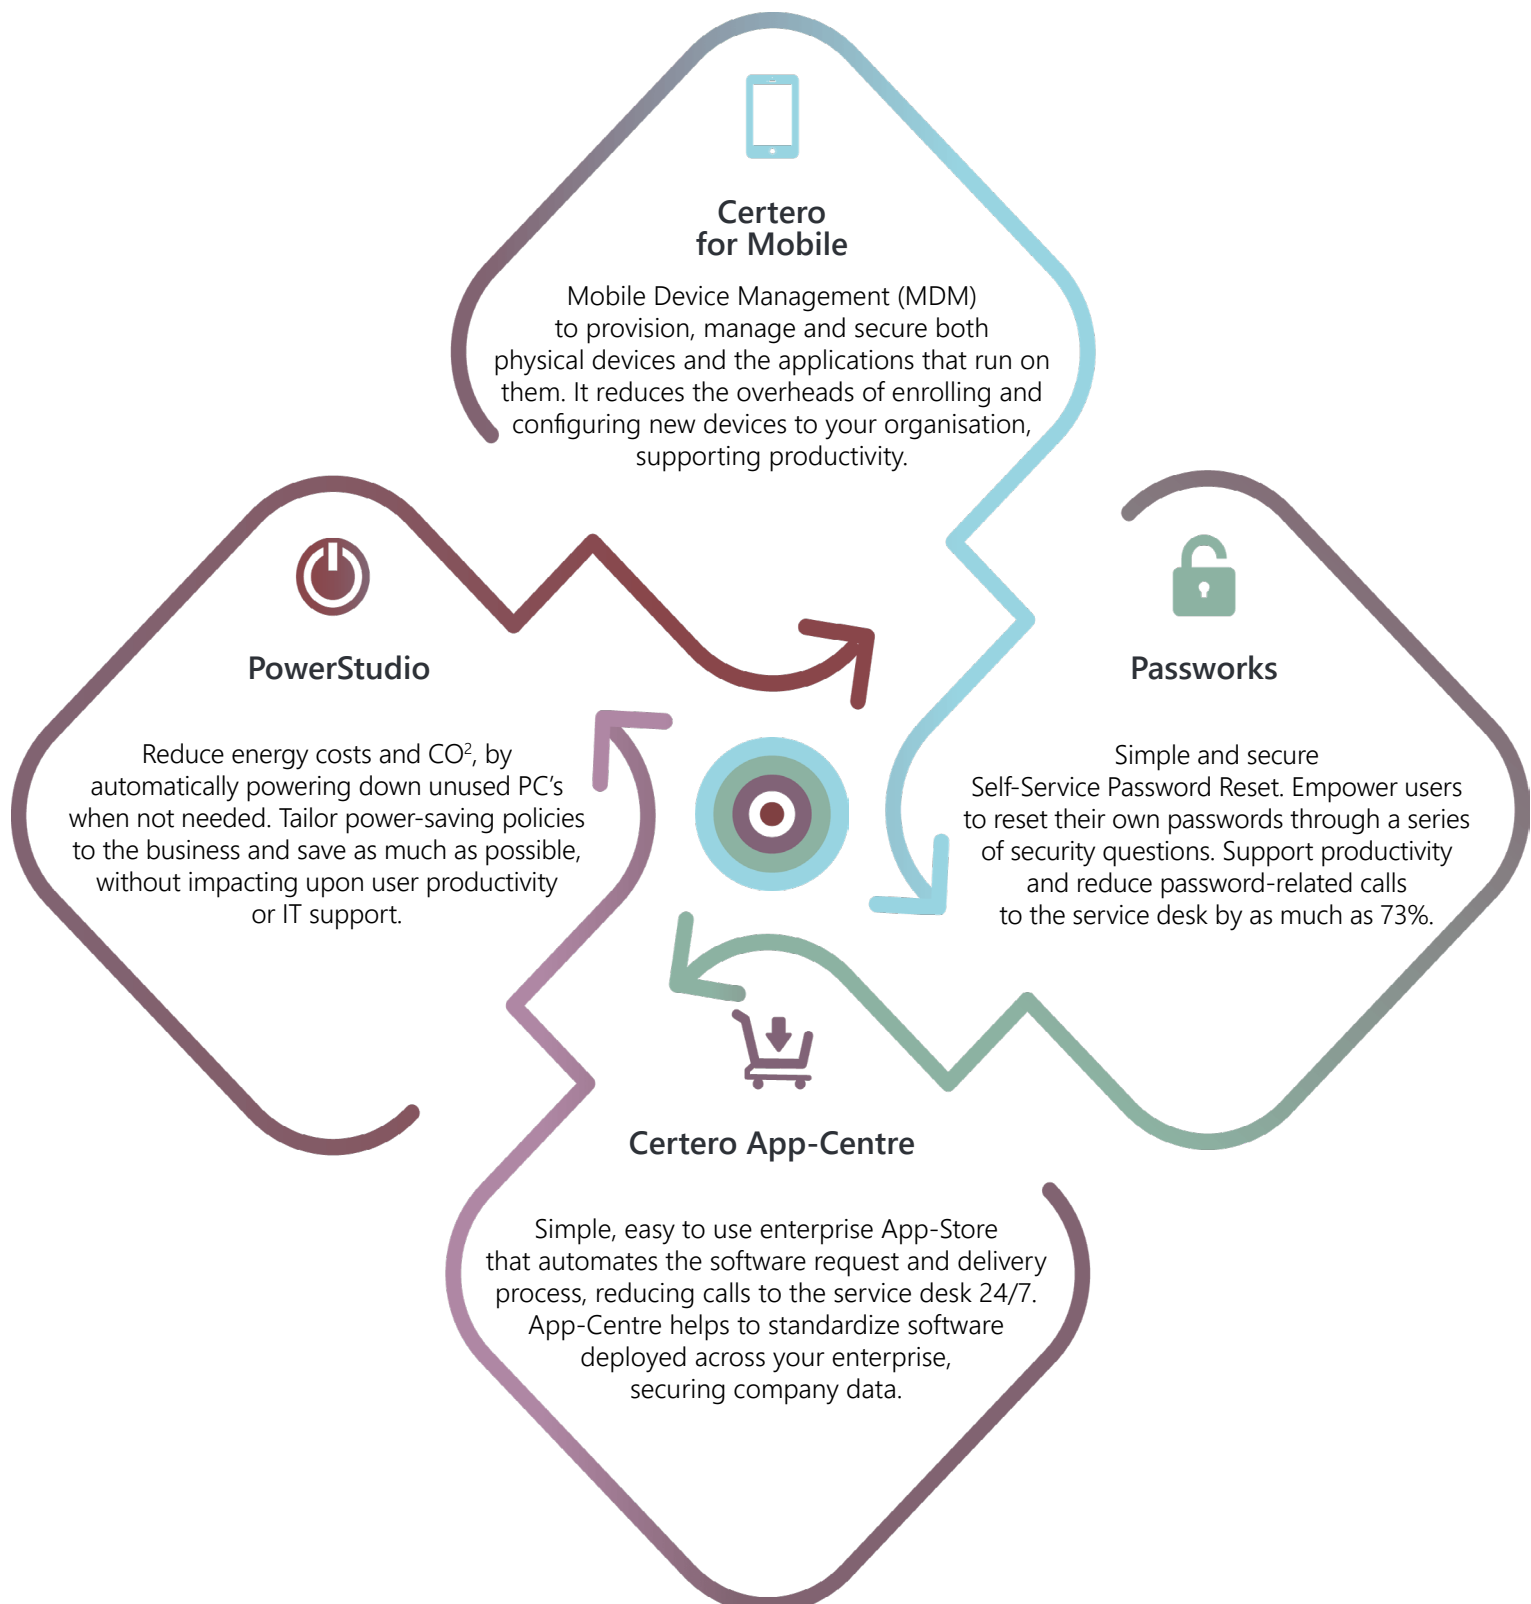 Certero
for Mobile
Mobile Device Management (MDM)
to provision, manage and secure both
physical devices and the applications that run on
them. It reduces the overheads of enrolling and
configuring new devices to your organisation,
supporting productivity.
PowerStudio
Reduce energy costs and CO², by
automatically powering down unused PC’s
when not needed. Tailor power-saving policies
to the business and save as much as possible,
without impacting upon user productivity
or IT support.
Passworks
Simple and secure
Self-Service Password Reset. Empower users
to reset their own passwords through a series
of security questions. Support productivity
and reduce password-related calls
to the service desk by as much as 73%.
Certero App-Centre
Simple, easy to use enterprise App-Store
that automates the software request and delivery
process, reducing calls to the service desk 24/7.
App-Centre helps to standardize software
deployed across your enterprise,
securing company data.